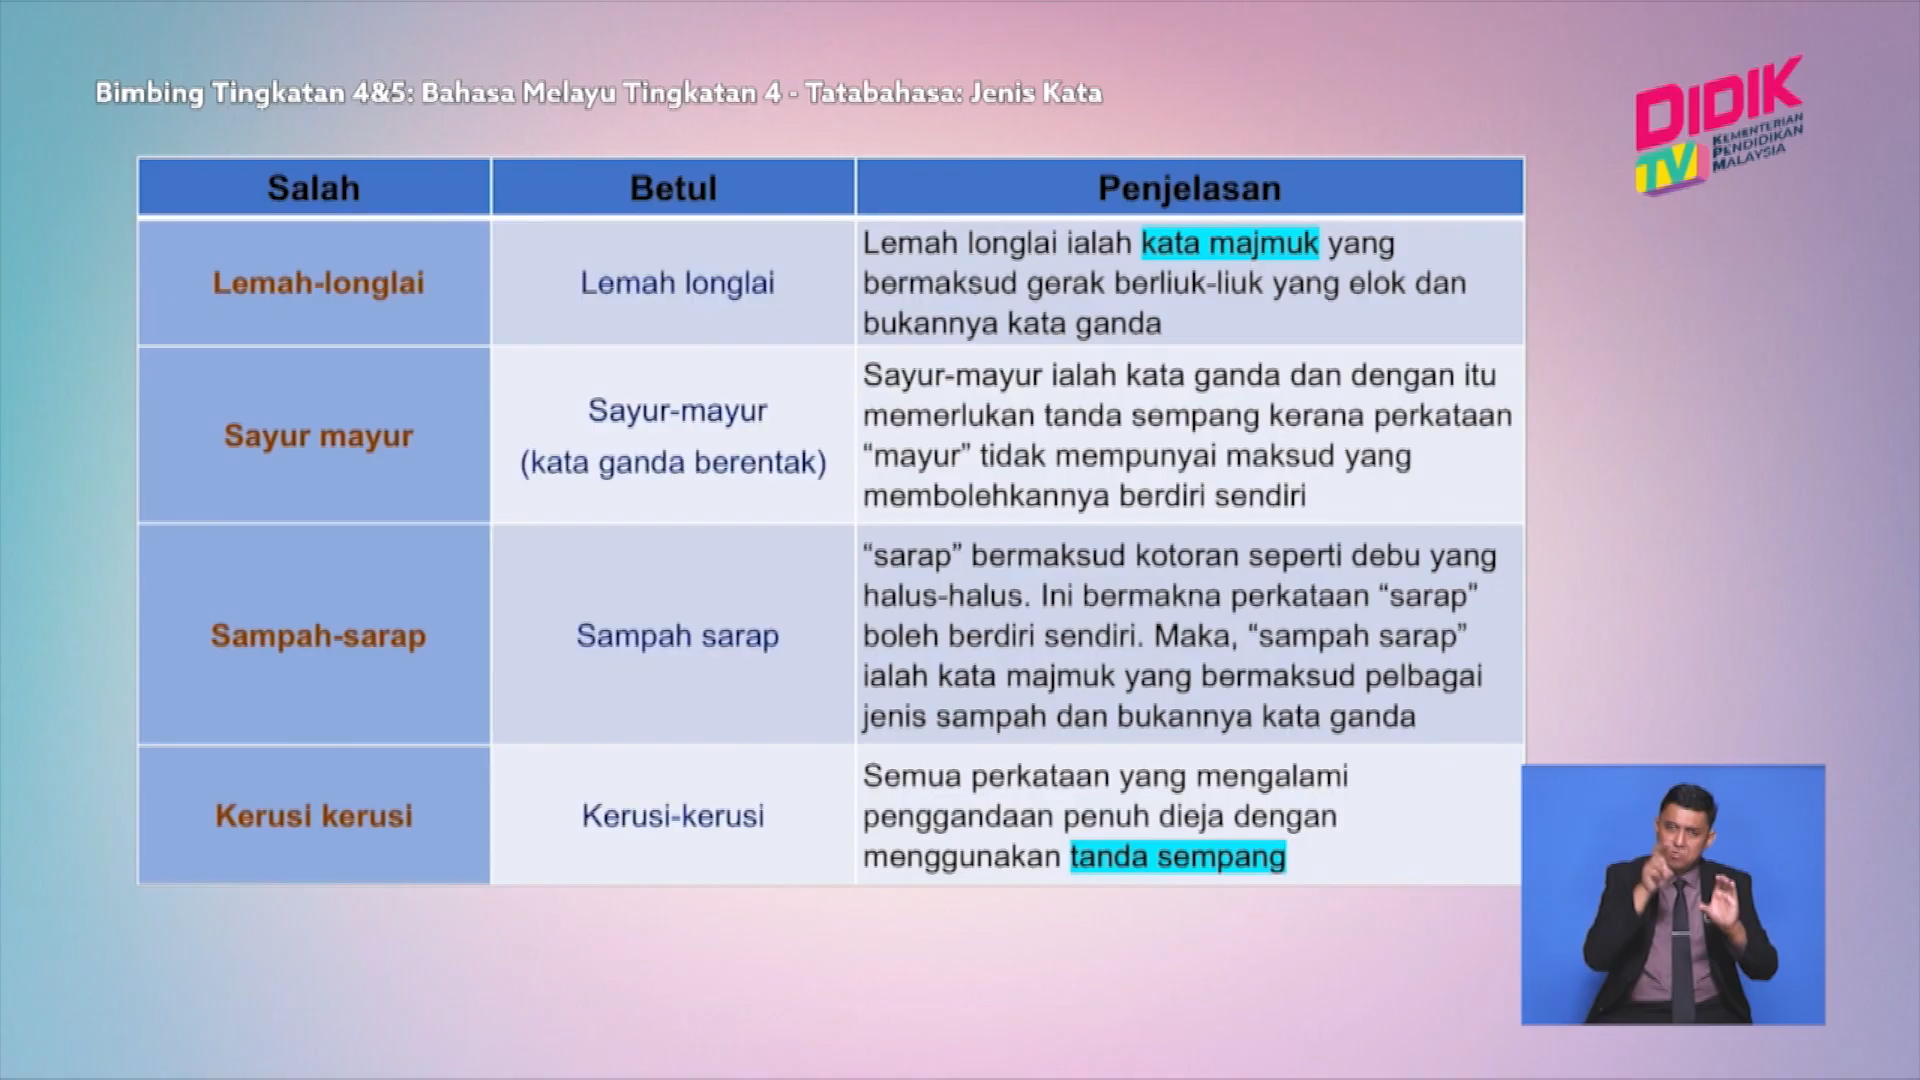 Bimbing Tingkatan 4&5: Bahasa Melayu Tingkatan 4 - Tatabahasa: Jenis Kata
DIDIK
TV
KEMENTERIAN
PENDIDIKAN
MALAYSIA
Salah
Betul
Penjelasan
Lemah-longlai
Lemah longlai
Lemah longlai ialah kata majmuk yang
bermaksud gerak berliuk-liuk yang elok dan
bukannya kata ganda
Sayur mayur
Sayur-mayur
(kata ganda berentak)
Sayur-mayur ialah kata ganda dan dengan itu
memerlukan tanda sempang kerana perkataan
“mayur” tidak mempunyai maksud yang
membolehkannya berdiri sendiri
Sampah-sarap
Sampah sarap
“sarap” bermaksud kotoran seperti debu yang
halus-halus. Ini bermakna perkataan “sarap”
boleh berdiri sendiri. Maka, “sampah sarap”
ialah kata majmuk yang bermaksud pelbagai
jenis sampah dan bukannya kata ganda
Kerusi kerusi
Kerusi-kerusi
Semua perkataan yang mengalami
penggandaan penuh dieja dengan
menggunakan tanda sempang